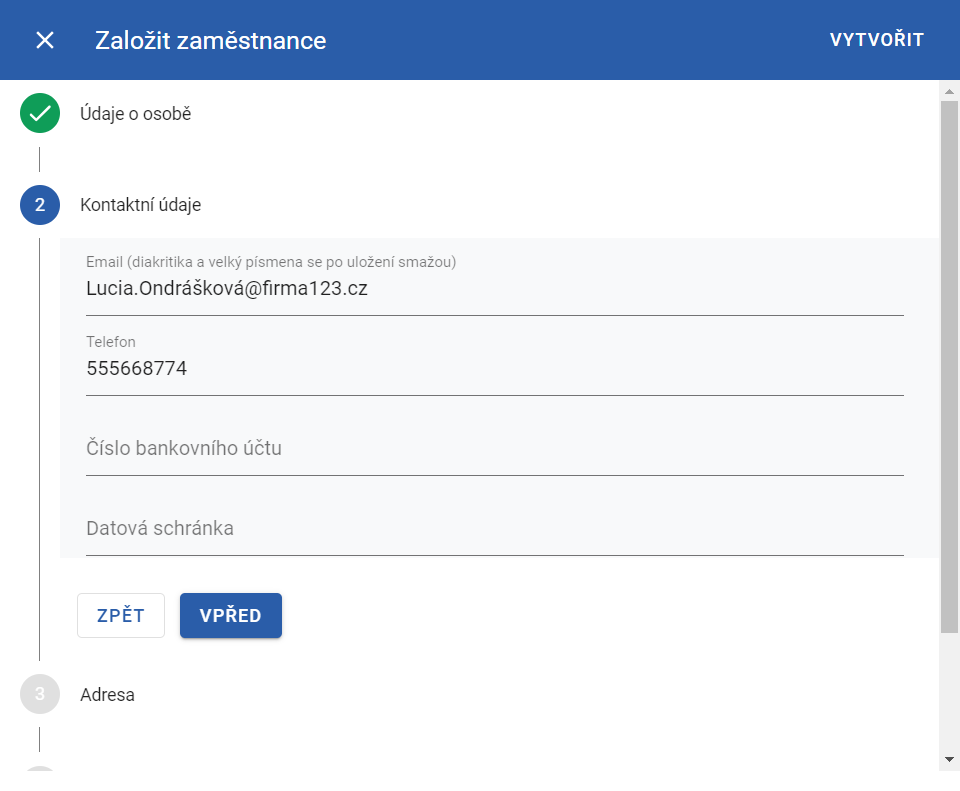 Založit zaměstnance
VYTVOŘIT
Údaje o osobě
2
Kontaktní údaje
Email (diakritika a velký písmena se po uložení smažou)
Lucia.Ondrášková@firma123.cz
Telefon
555668774
Číslo bankovního účtu
Datová schránka
ZPĚT
VPŘED
3
Adresa